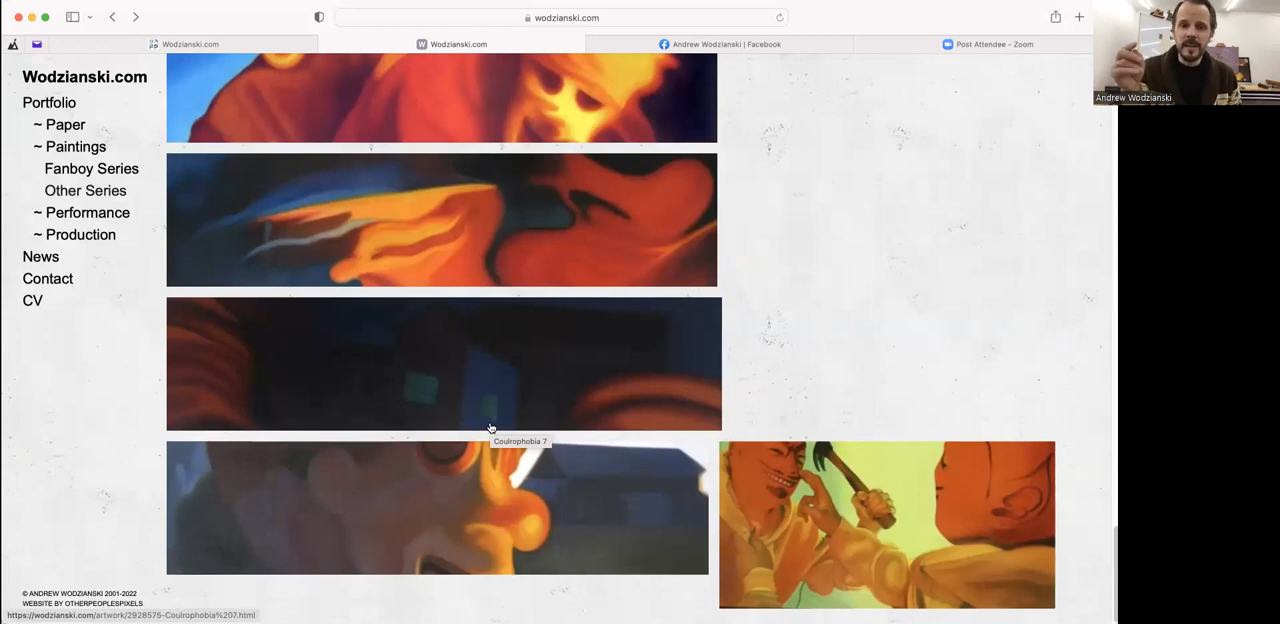 wodzianski.com
Wodzianski.com
W Wodzianski.com
Andrew Wodzianski | Facebook
Post Attendee - Zoom
Andrew Wodzianski
Wodzianski.com
Portfolio
~ Paper
~ Paintings
Fanboy Series
Other Series
~ Performance
~ Production
News
Contact
CV
Coulrophobia 7
© ANDREW WODZIANSKI 2001-2022
WEBSITE BY OTHERPEOPLESPIXELS
https://wodzianski.com/artwork/2928575-Coulrophobia%207.html